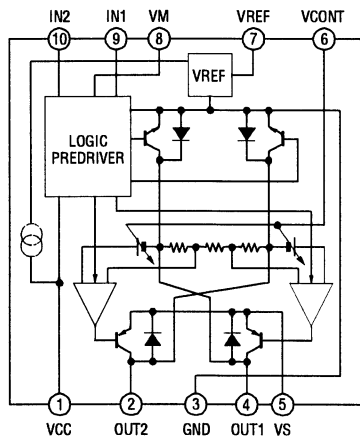 IN2 IN1 VM VREF VCONT
10 9 8 7 6
VREF
LOGIC
PREDRIVER
1 2 3 4 5
VCC OUT2 GND OUT1 VS